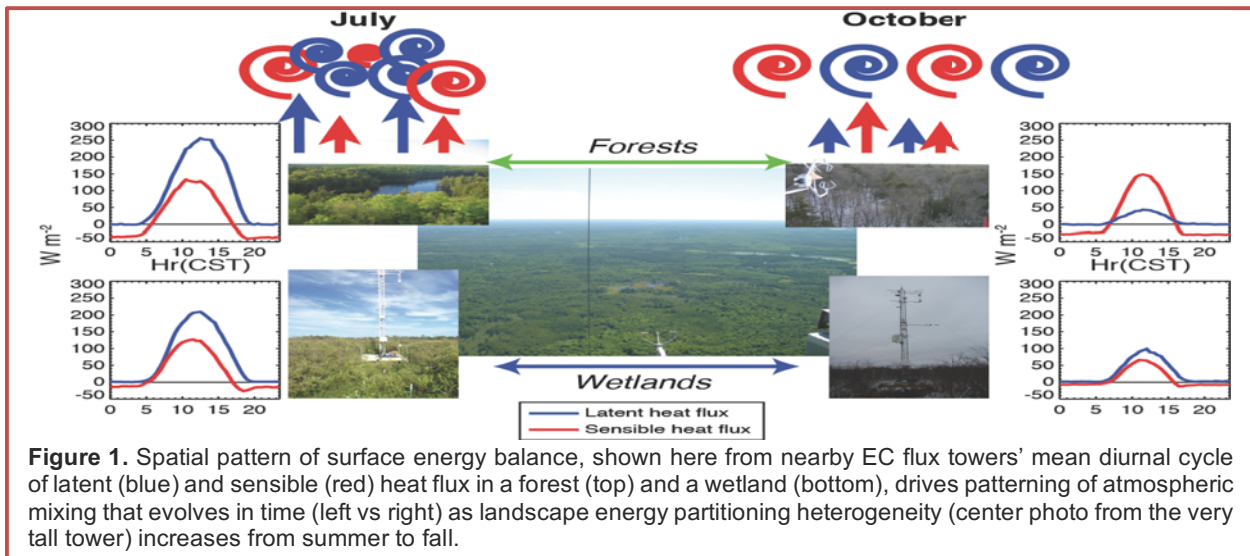 July
October
300
250
200
150
100
50
0
-50
0 5 10 15 20
Hr(CST)
W m-2
300
250
200
150
100
50
0
-50
0 5 10 15 20
Forests
Wetlands
Latent heat flux
Sensible heat flux
300
250
200
150
100
50
0
-50
0 5 10 15 20
Hr(CST)
W m-2
300
250
200
150
100
50
0
-50
0 5 10 15 20
Figure 1. Spatial pattern of surface energy balance, shown here from nearby EC flux towers' mean diurnal cycle
of latent (blue) and sensible (red) heat flux in a forest (top) and a wetland (bottom), drives patterning of atmospheric
mixing that evolves in time (left vs right) as landscape energy partitioning heterogeneity (center photo from the very
tall tower) increases from summer to fall.